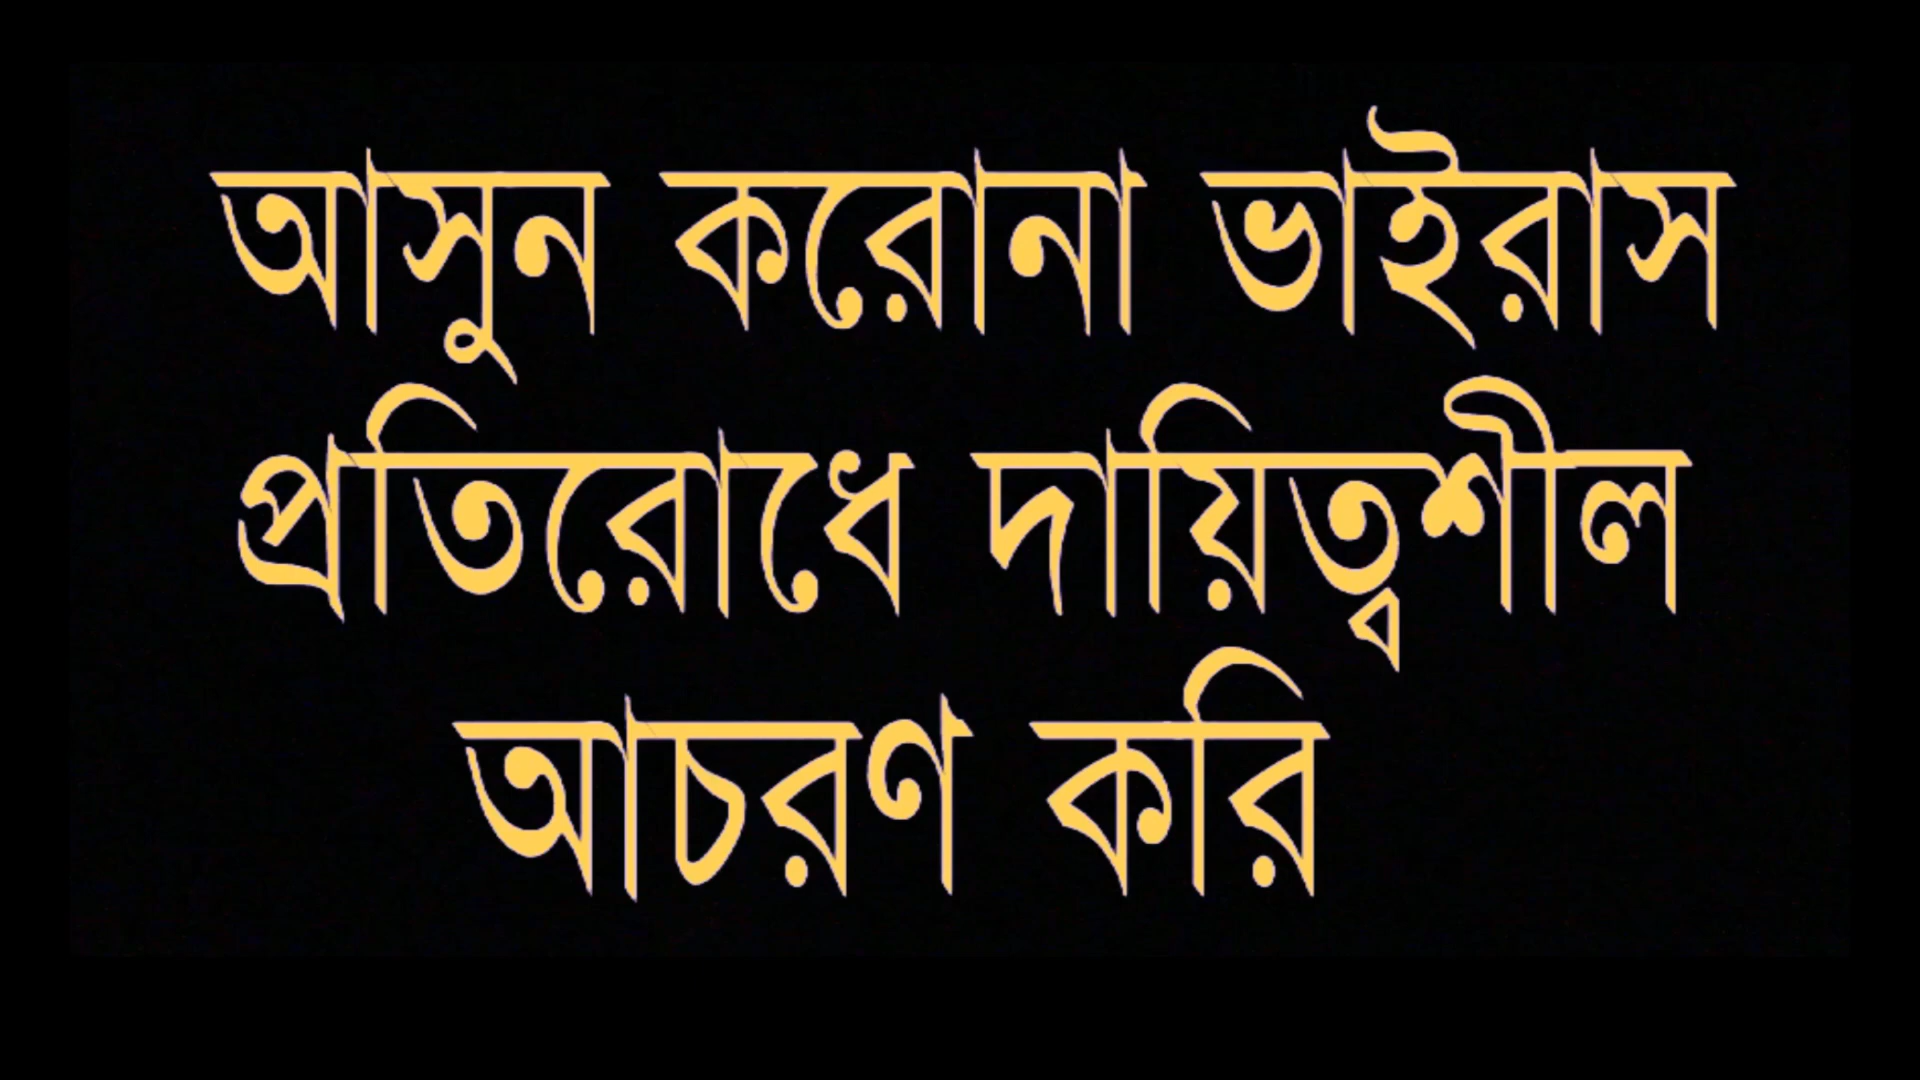 আসুন করোনা ভাইরাস
প্রতিরোধে দায়িত্বশীল
আচরণ করি